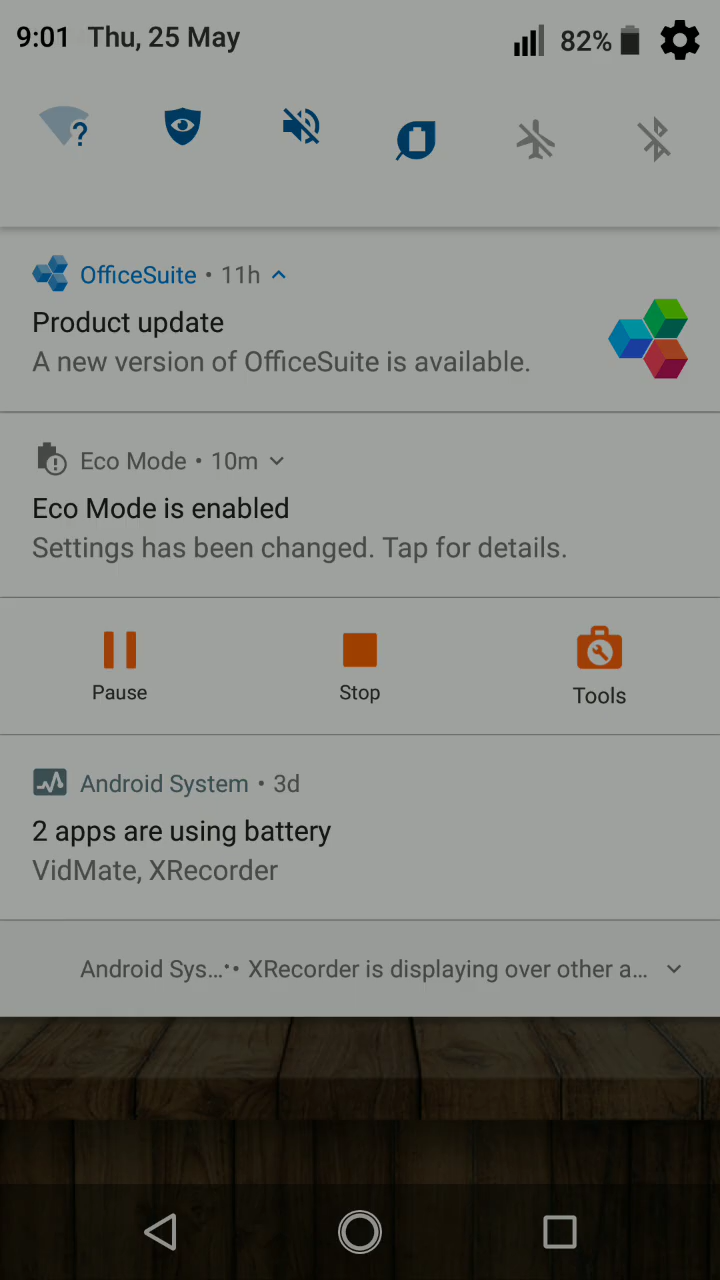 9:01 Thu, 25 May 82%
?
OfficeSuite • 11h
Product update
A new version of OfficeSuite is available.
Eco Mode • 10m
Eco Mode is enabled
Settings has been changed. Tap for details.
Pause Stop Tools
Android System • 3d
2 apps are using battery
VidMate, XRecorder
Android Sys... • XRecorder is displaying over other a...